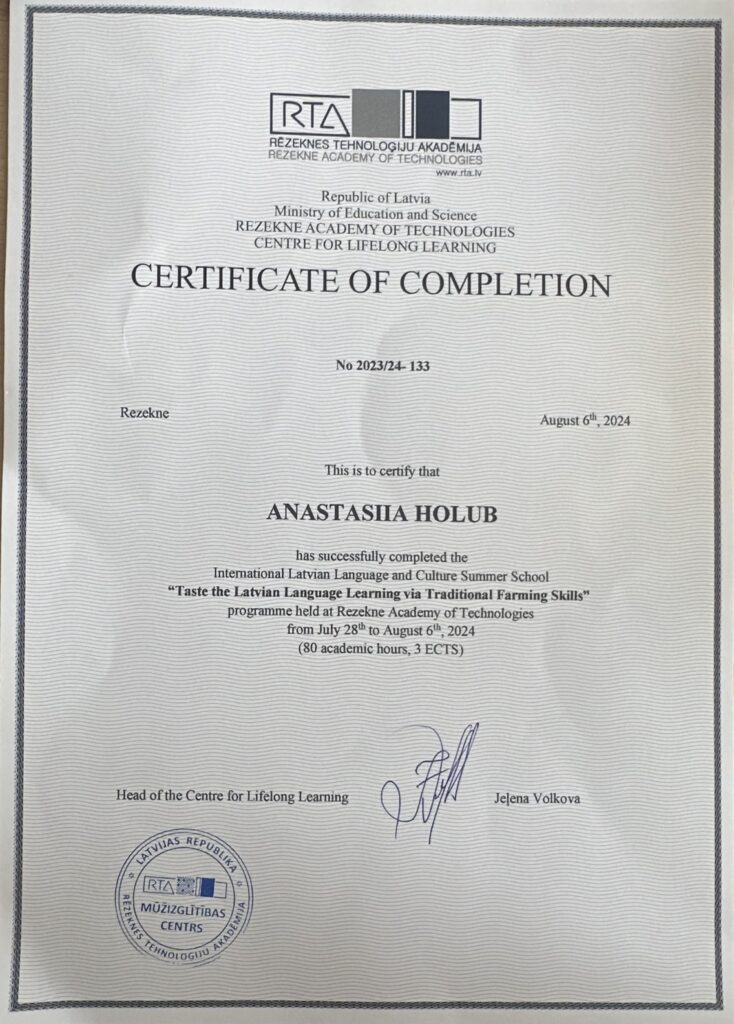 RTA
RĒZEKNES TEHNOLOĢIJU AKADĒMIJA
REZEKNE ACADEMY OF TECHNOLOGIES
www.rta.lv
Republic of Latvia
Ministry of Education and Science
REZEKNE ACADEMY OF TECHNOLOGIES
CENTRE FOR LIFELONG LEARNING
CERTIFICATE OF COMPLETION
No 2023/24- 133
Rezekne
August 6th, 2024
This is to certify that
ANASTASIIA HOLUB
has successfully completed the
International Latvian Language and Culture Summer School
“Taste the Latvian Language Learning via Traditional Farming Skills”
programme held at Rezekne Academy of Technologies
from July 28th to August 6th, 2024
(80 academic hours, 3 ECTS)
Head of the Centre for Lifelong Learning
Jeļena Volkova
LATVIJAS REPUBLIKA
RTA
MŪŽIZGLĪTĪBAS
CENTRS
RĒZEKNES TEHNOLOĢIJU AKADĒMIJA